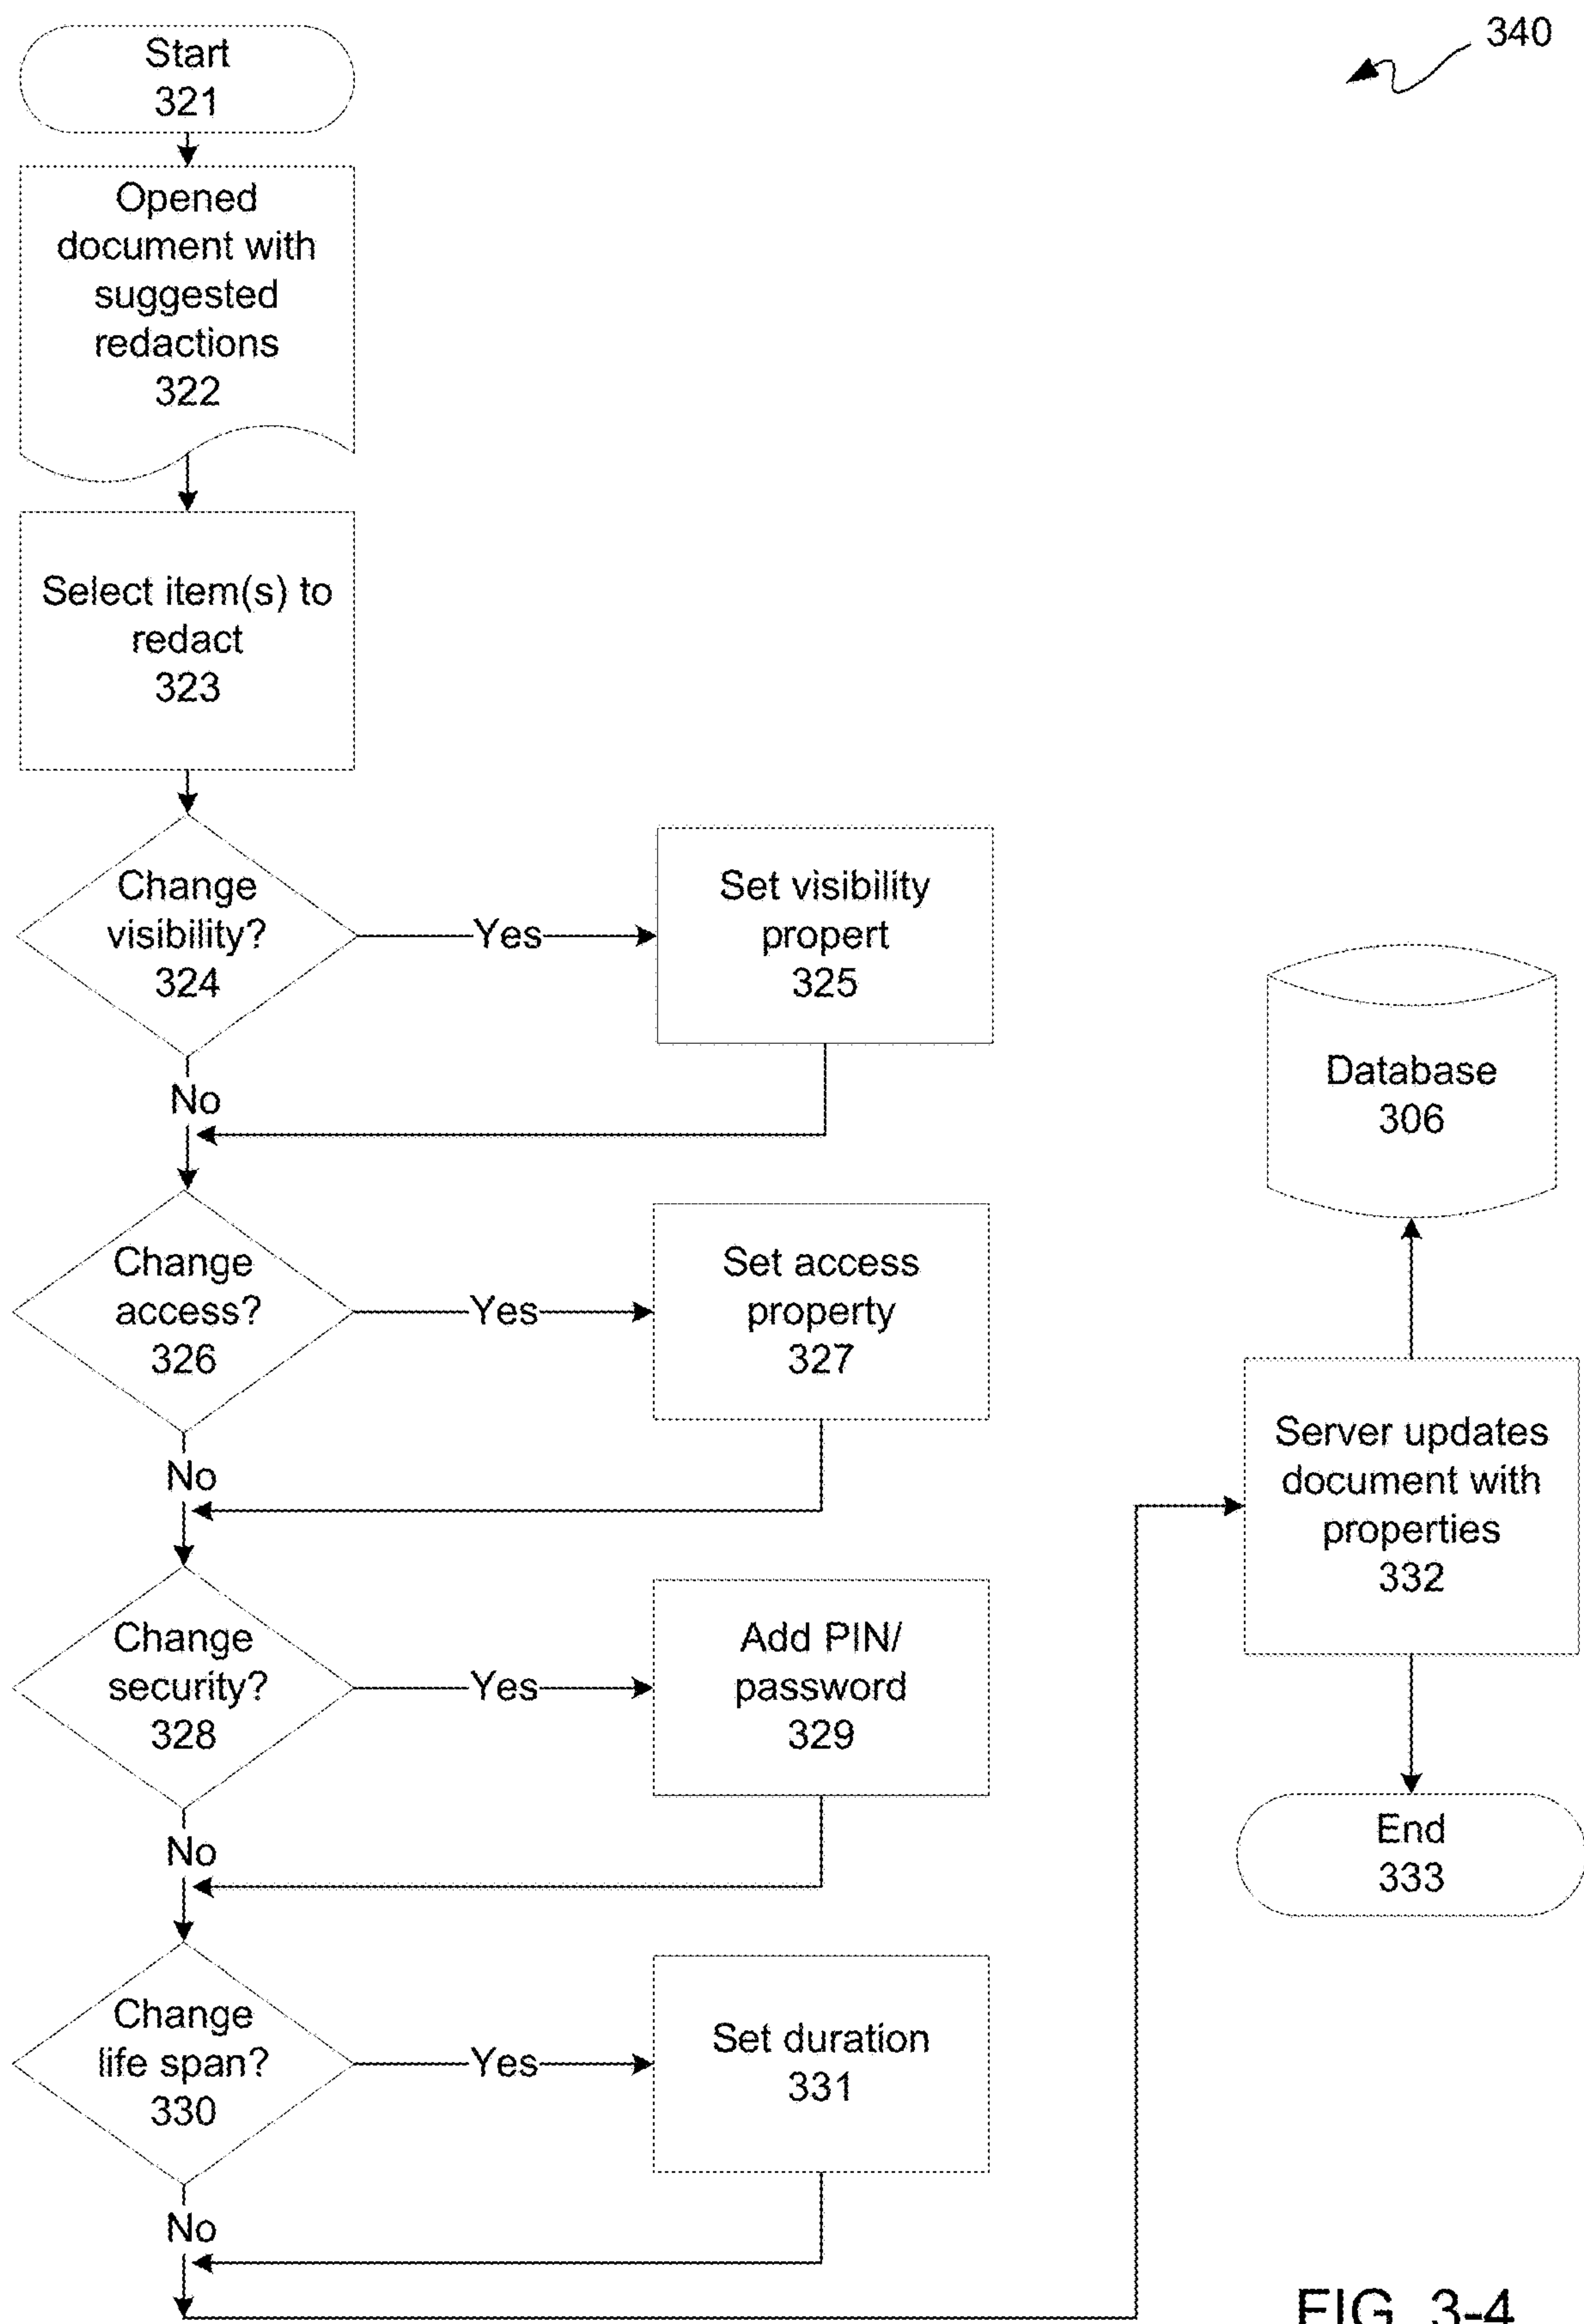 340
Start
321
Opened
document with
suggested
redactions
322
Select item(s) to
redact
323
Change
visibility?
324
Yes
Set visibility
propert
325
No
Change
access?
326
Yes
Set access
property
327
No
Change
security?
328
Yes
Add PIN/
password
329
No
Change
life span?
330
Yes
Set duration
331
No
Database
306
Server updates
document with
properties
332
End
333
FIG. 3-4